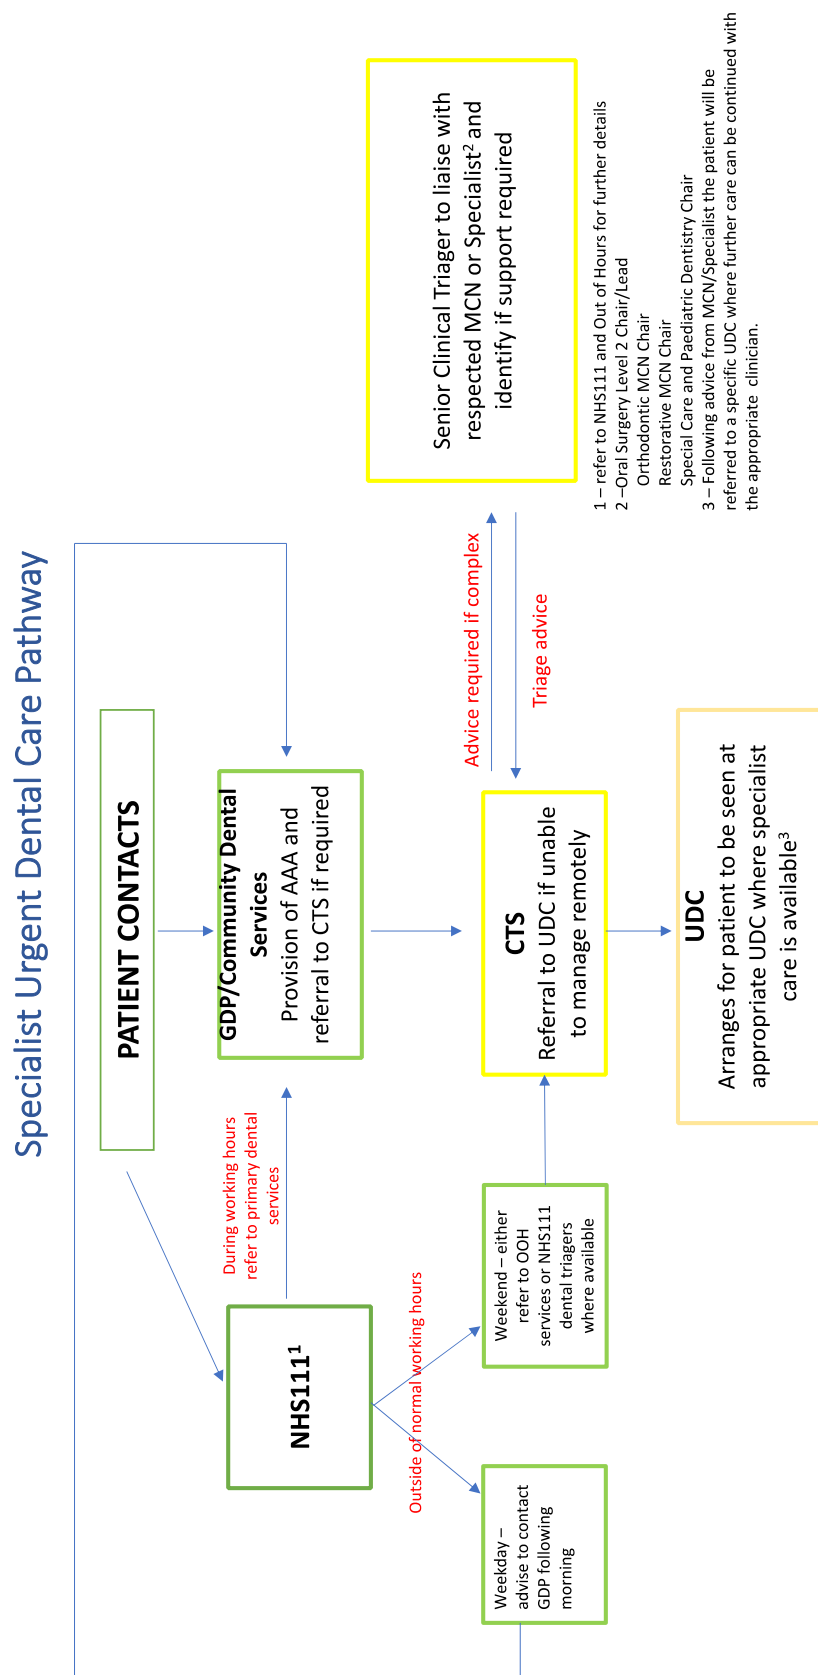 Specialist Urgent Dental Care Pathway
PATIENT CONTACTS
NHS111¹
During working hours
refer to primary dental
services
GDP/Community Dental
Services
Provision of AAA and
referral to CTS if required
Outside of normal working hours
Weekday –
advise to contact
GDP following
morning
Weekend – either
refer to OOH
services or NHS111
dental triagers
where available
CTS
Referral to UDC if unable
to manage remotely
Advice required if complex
Triage advice
Senior Clinical Triager to liaise with
respected MCN or Specialist² and
identify if support required
UDC
Arranges for patient to be seen at
appropriate UDC where specialist
care is available³
1 – refer to NHS111 and Out of Hours for further details
2 –Oral Surgery Level 2 Chair/Lead
Orthodontic MCN Chair
Restorative MCN Chair
Special Care and Paediatric Dentistry Chair
3 – Following advice from MCN/Specialist the patient will be
referred to a specific UDC where further care can be continued with
the appropriate clinician.